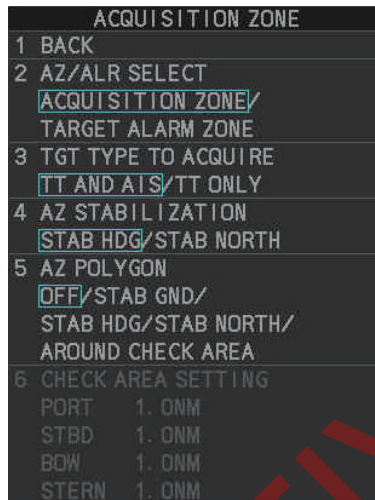 ACQUISITION ZONE
1 BACK
2 AZ/ALR SELECT
ACQUISITION ZONE/
TARGET ALARM ZONE
3 TGT TYPE TO ACQUIRE
TT AND AIS/TT ONLY
4 AZ STABILIZATION
STAB HDG/STAB NORTH
5 AZ POLYGON
OFF/STAB GND/
STAB HDG/STAB NORTH/
AROUND CHECK AREA
6 CHECK AREA SETTING
PORT 1.0NM
STBD 1.0NM
BOW 1.0NM
STERN 1.0NM